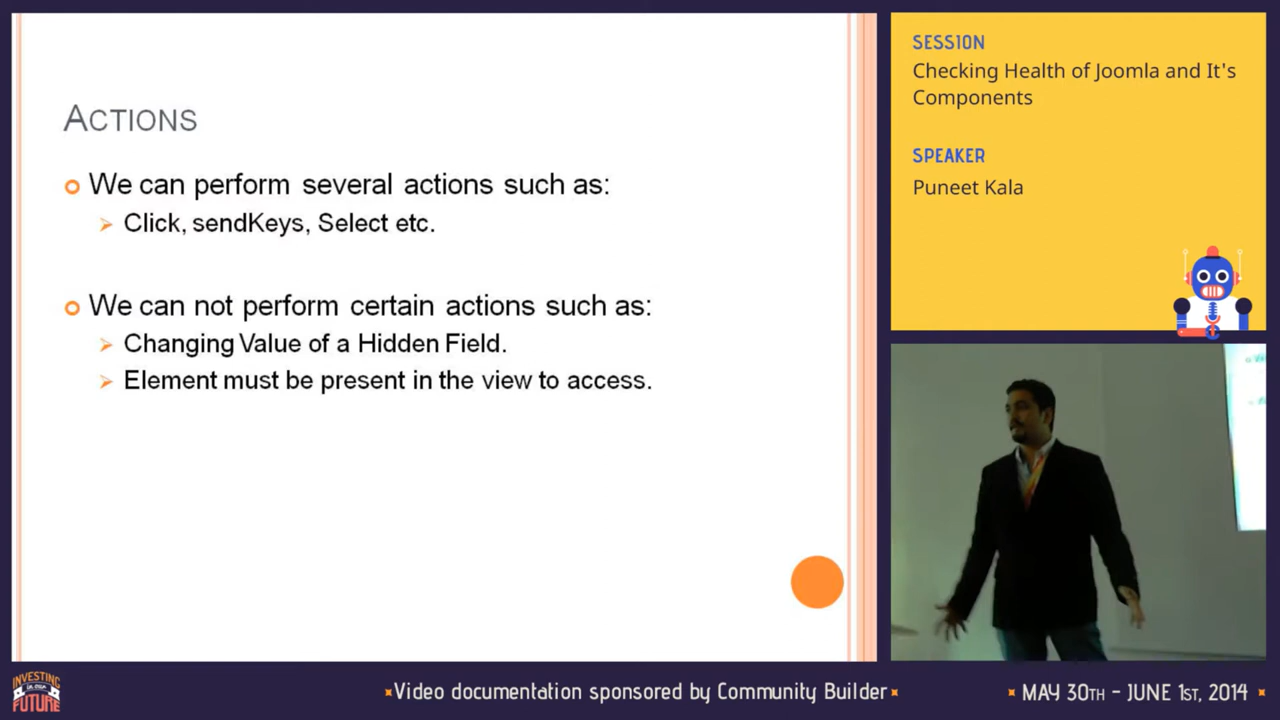 ACTIONS
We can perform several actions such as:
Click, sendKeys, Select etc.
We can not perform certain actions such as:
Changing Value of a Hidden Field.
Element must be present in the view to access.
SESSION
Checking Health of Joomla and It's
Components
SPEAKER
Puneet Kala
INVESTING
IN OUR
FUTURE
Video documentation sponsored by Community Builder
MAY 30TH - JUNE 1ST, 2014